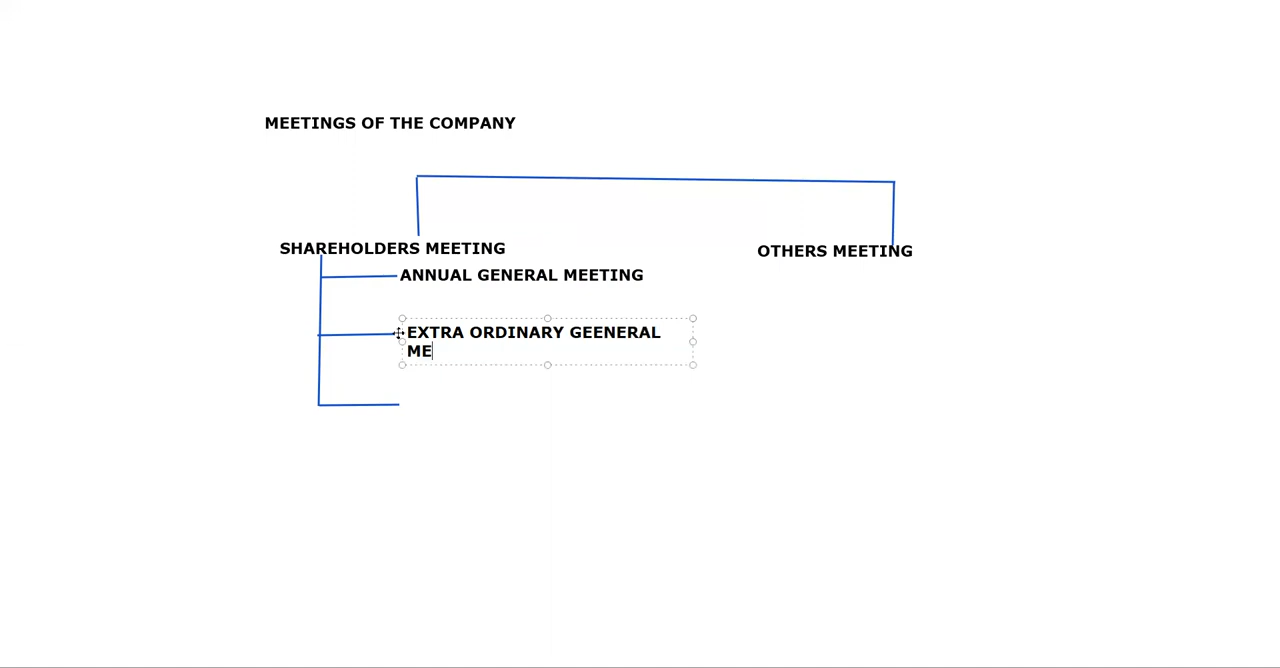 MEETINGS OF THE COMPANY
SHAREHOLDERS MEETING
OTHERS MEETING
ANNUAL GENERAL MEETING
EXTRA ORDINARY GEENERAL
ME